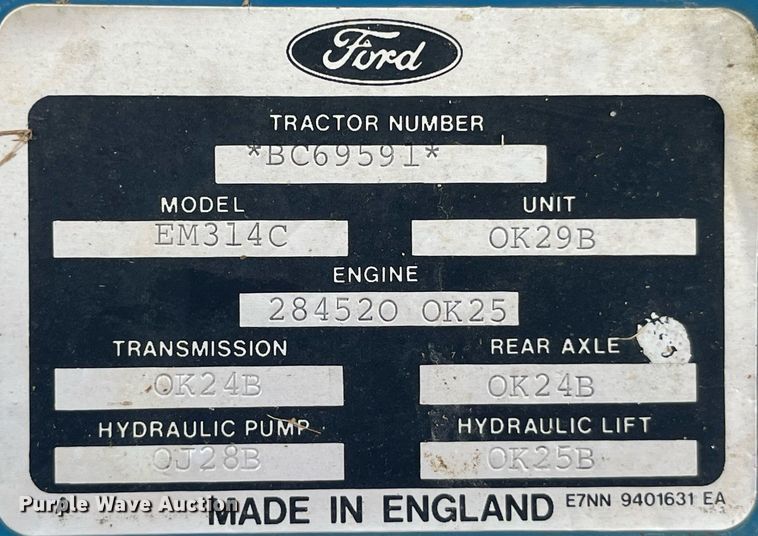 Ford
TRACTOR NUMBER
*BC69591*
MODEL UNIT
EM314C OK29B
ENGINE
284520 OK25
TRANSMISSION REAR AXLE
OK24B OK24B
HYDRAULIC PUMP HYDRAULIC LIFT
OJ28B OK25B
Purple Wave Auction
MADE IN ENGLAND E7NN 9401631 EA